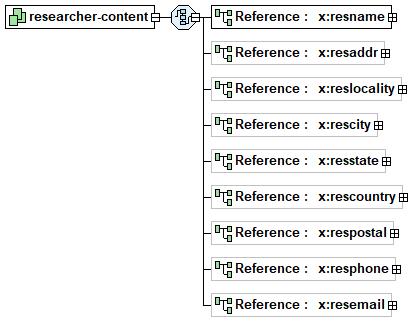 researcher-content
Reference : x:resname
Reference : x:resaddr
Reference : x:reslocality
Reference : x:rescity
Reference : x:resstate
Reference : x:rescountry
Reference : x:respostal
Reference : x:resphone
Reference : x:resemail